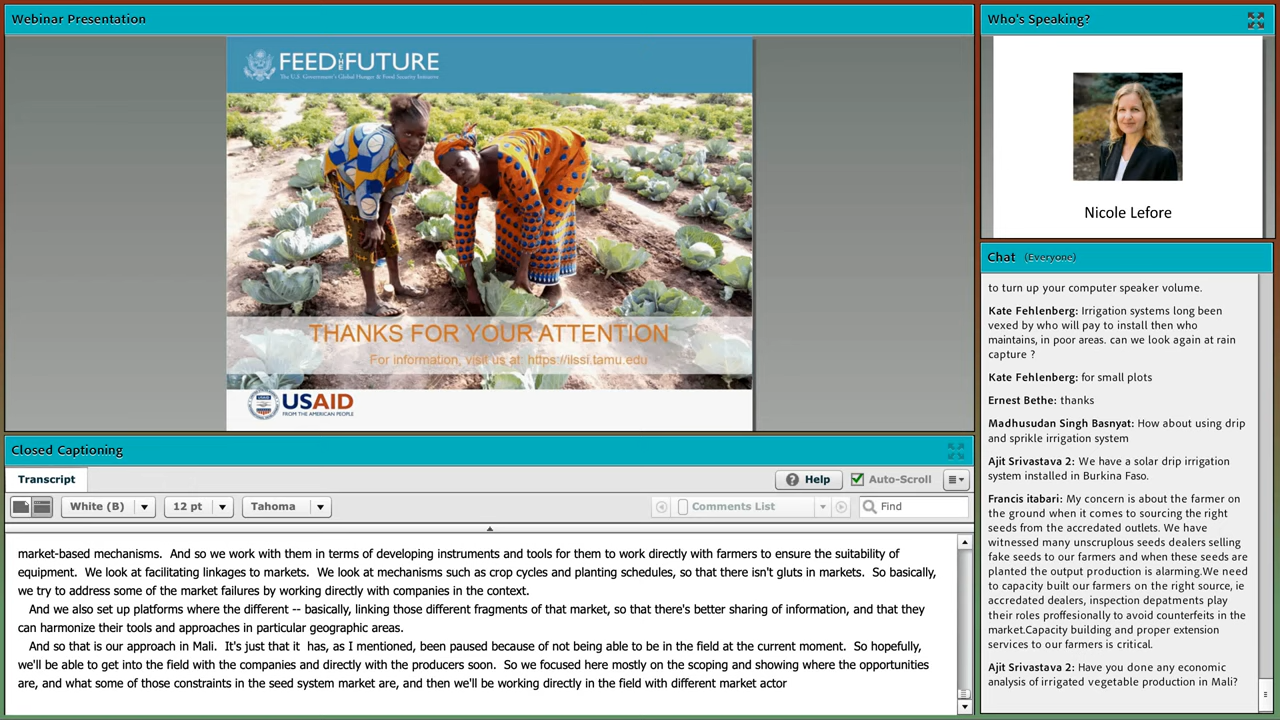 Webinar Presentation
FEED THE FUTURE
The U.S. Government's Global Hunger & Food Security Initiative
THANKS FOR YOUR ATTENTION
For information, visit us at: https://ilssi.tamu.edu
USAID
FROM THE AMERICAN PEOPLE
Who's Speaking?
Nicole Lefore
Chat (Everyone)
to turn up your computer speaker volume.
Kate Fehlenberg: Irrigation systems long been
vexed by who will pay to install then who
maintains, in poor areas. can we look again at rain
capture ?
Kate Fehlenberg: for small plots
Ernest Bethe: thanks
Madhusudan Singh Basnyat: How about using drip
and sprikle irrigation system
Ajit Srivastava 2: We have a solar drip irrigation
system installed in Burkina Faso.
Francis itabari: My concern is about the farmer on
the ground when it comes to sourcing the right
seeds from the accredated outlets. We have
witnessed many unscruplous seeds dealers selling
fake seeds to our farmers and when these seeds are
planted the output production is alarming.We need
to capacity built our farmers on the right source, ie
accredated dealers, inspection depatments play
their roles proffesionally to avoid counterfeits in the
market.Capacity building and proper extension
services to our farmers is critical.
Ajit Srivastava 2: Have you done any economic
analysis of irrigated vegetable production in Mali?
Closed Captioning
Transcript
Help
Auto-Scroll
White (B)
12 pt
Tahoma
Comments List
Find
market-based mechanisms. And so we work with them in terms of developing instruments and tools for them to work directly with farmers to ensure the suitability of
equipment. We look at facilitating linkages to markets. We look at mechanisms such as crop cycles and planting schedules, so that there isn't gluts in markets. So basically,
we try to address some of the market failures by working directly with companies in the context.
And we also set up platforms where the different -- basically, linking those different fragments of that market, so that there's better sharing of information, and that they
can harmonize their tools and approaches in particular geographic areas.
And so that is our approach in Mali. It's just that it has, as I mentioned, been paused because of not being able to be in the field at the current moment. So hopefully,
we'll be able to get into the field with the companies and directly with the producers soon. So we focused here mostly on the scoping and showing where the opportunities
are, and what some of those constraints in the seed system market are, and then we'll be working directly in the field with different market actor